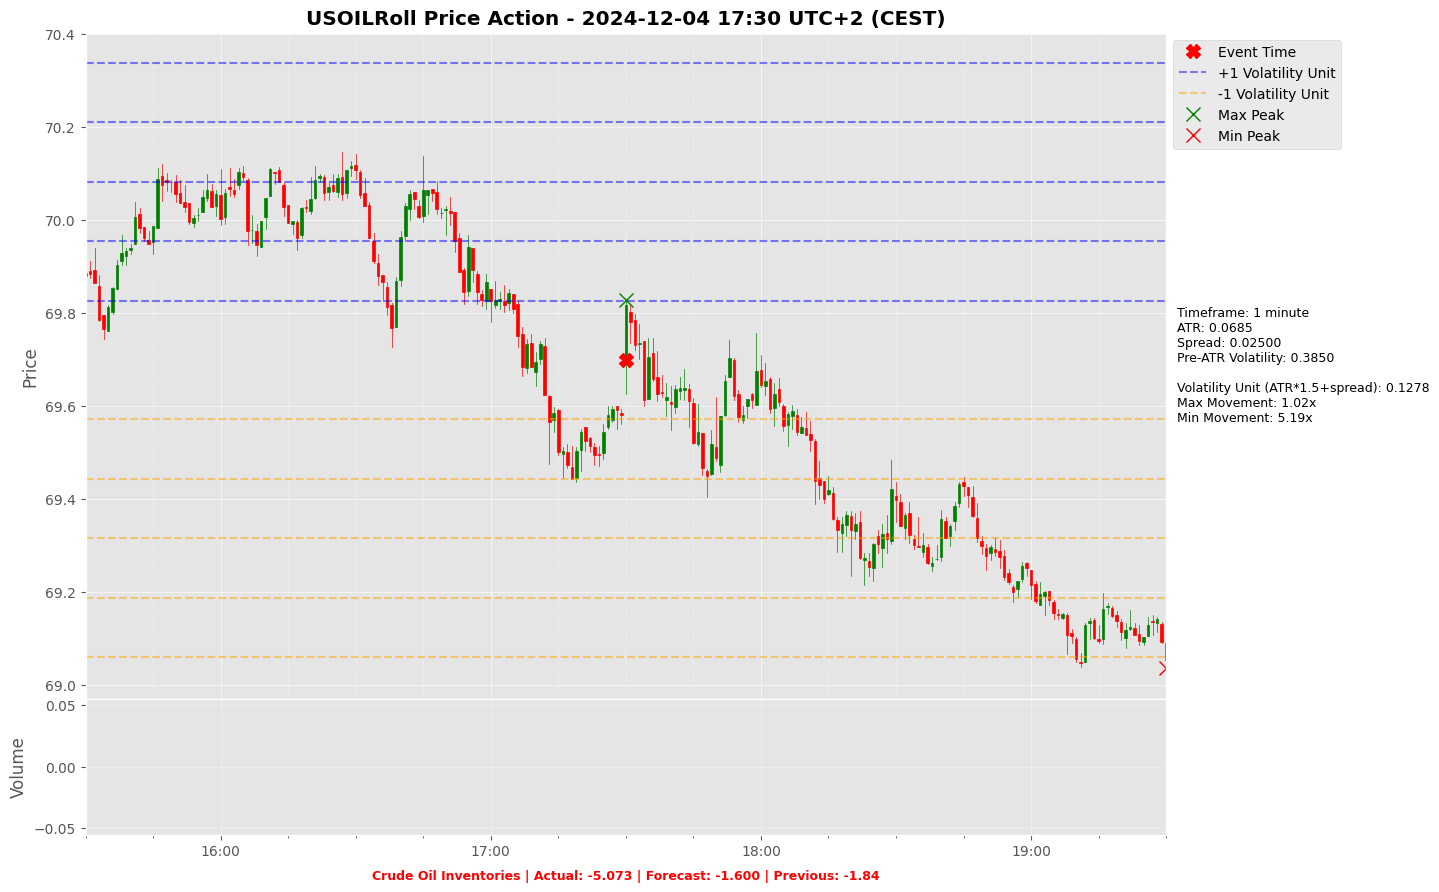 USOILRoll Price Action - 2024-12-04 17:30 UTC+2 (CEST)
Event Time
+1 Volatility Unit
-1 Volatility Unit
Max Peak
Min Peak
Price
70.4
70.2
70.0
69.8
69.6
69.4
69.2
69.0
Timeframe: 1 minute
ATR: 0.0685
Spread: 0.02500
Pre-ATR Volatility: 0.3850
Volatility Unit (ATR*1.5+spread): 0.1278
Max Movement: 1.02x
Min Movement: 5.19x
Volume
0.05
0.00
−0.05
16:00
17:00
18:00
19:00
Crude Oil Inventories | Actual: -5.073 | Forecast: -1.600 | Previous: -1.84